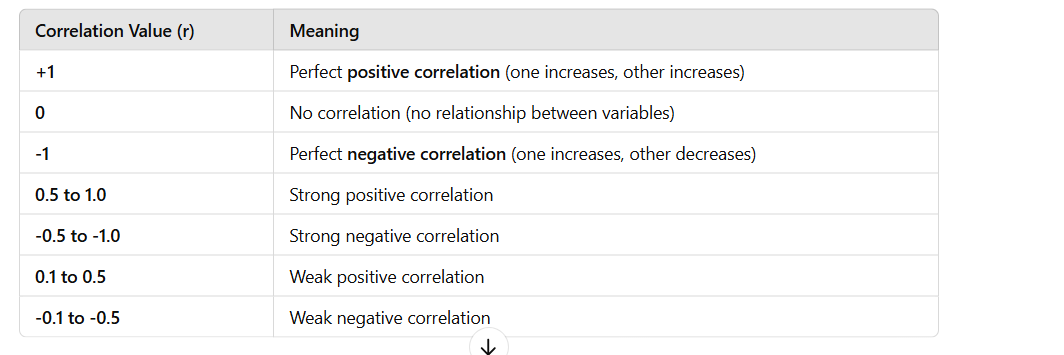 Correlation Value (r) Meaning
+1 Perfect positive correlation (one increases, other increases)
0 No correlation (no relationship between variables)
-1 Perfect negative correlation (one increases, other decreases)
0.5 to 1.0 Strong positive correlation
-0.5 to -1.0 Strong negative correlation
0.1 to 0.5 Weak positive correlation
-0.1 to -0.5 Weak negative correlation